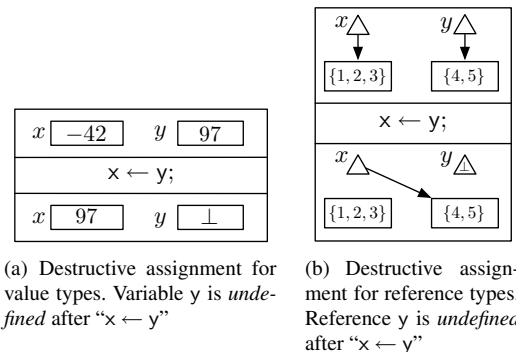 x -42 y 97
x ← y;
x 97 y ⊥
(a) Destructive assignment for
value types. Variable y is unde-
fined after “x ← y”
x y
{1, 2, 3} {4, 5}
x ← y;
x y ⊥
{1, 2, 3} {4, 5}
(b) Destructive assign-
ment for reference types.
Reference y is undefined
after “x ← y”